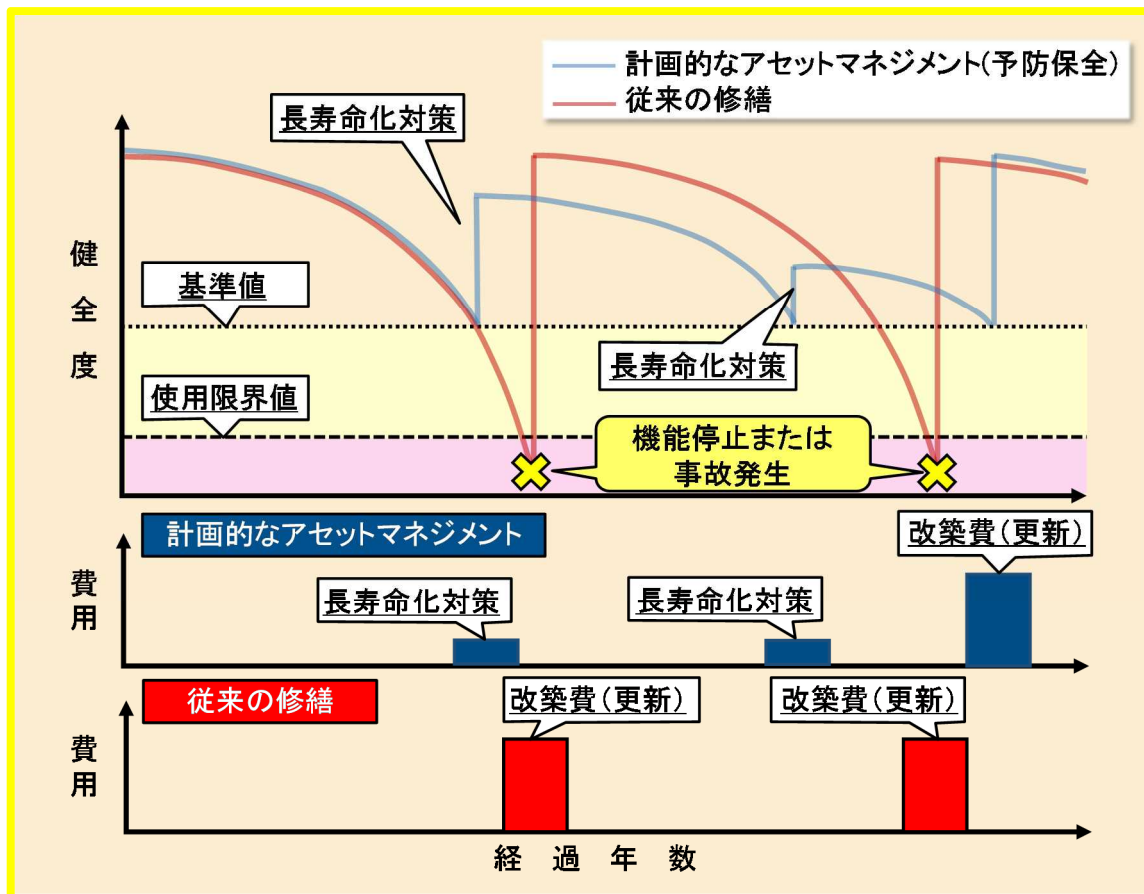 計画的なアセットマネジメント(予防保全)
従来の修繕
長寿命化対策
健全度
基準値
長寿命化対策
使用限界値
機能停止または
事故発生
計画的なアセットマネジメント
改築費(更新)
費用
長寿命化対策
長寿命化対策
従来の修繕
改築費(更新)
改築費(更新)
費用
経過年数